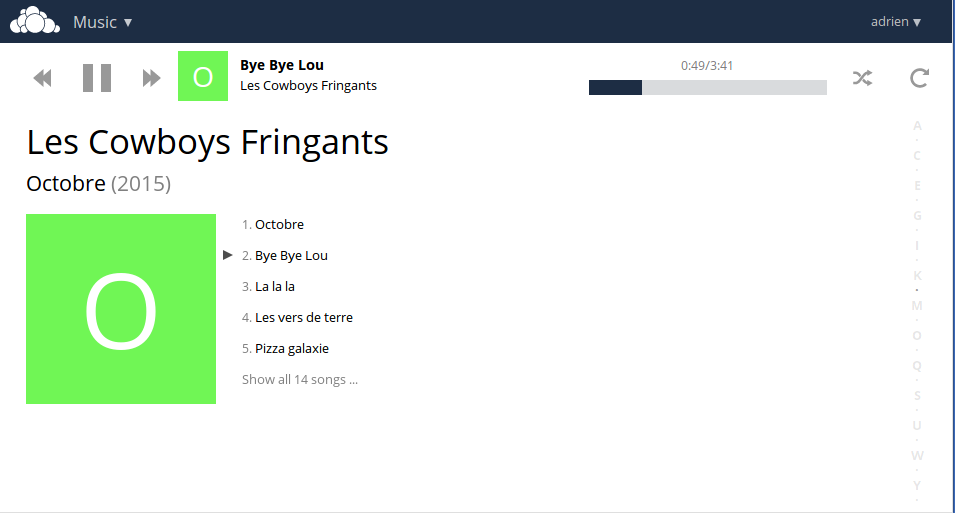 Music ▼
adrien ▼
O
Bye Bye Lou
Les Cowboys Fringants
0:49/3:41
Les Cowboys Fringants
Octobre (2015)
O
1. Octobre
2. Bye Bye Lou
3. La la la
4. Les vers de terre
5. Pizza galaxie
Show all 14 songs ...
A
C
E
G
I
K
M
O
Q
S
U
W
Y